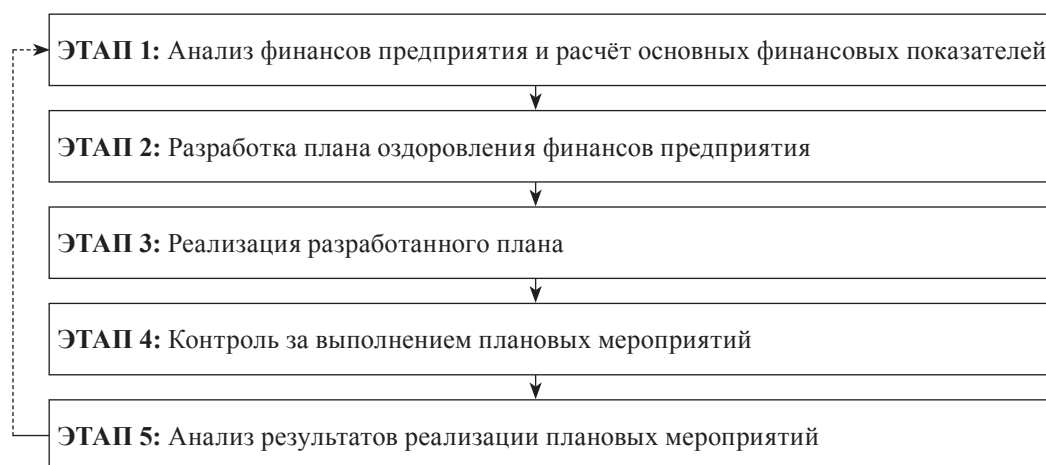 ЭТАП 1: Анализ финансов предприятия и расчёт основных финансовых показателей
ЭТАП 2: Разработка плана оздоровления финансов предприятия
ЭТАП 3: Реализация разработанного плана
ЭТАП 4: Контроль за выполнением плановых мероприятий
ЭТАП 5: Анализ результатов реализации плановых мероприятий